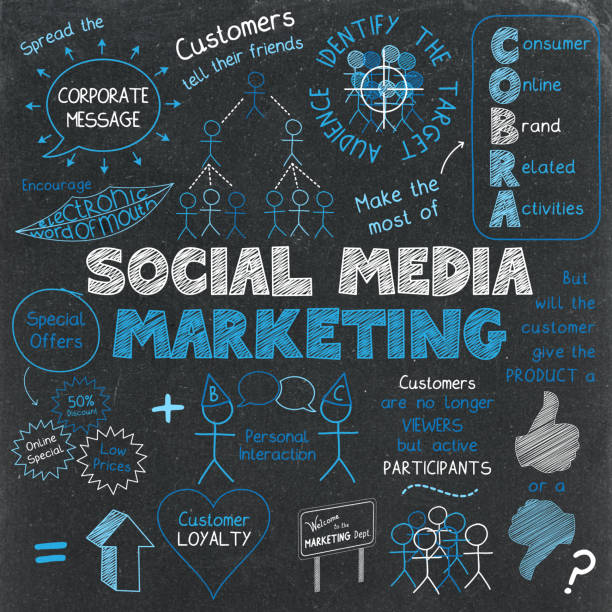 Spread the
CORPORATE
MESSAGE
Customers
tell their friends
IDENTIFY THE TARGET AUDIENCE
Consumer
Online
Brand
Related
Activities
Make the
most of
Encourage
ELECTRONIC
WORD OF MOUTH
SOCIAL MEDIA
MARKETING
Special
Offers
50%
Discount
Online
Special
Low
Prices
+
B
C
Personal
Interaction
Customers
are no longer
VIEWERS
but active
PARTICIPANTS
But
will the
customer
give the
PRODUCT a
or a
?
=
Customer
LOYALTY
Welcome
to the
MARKETING Dept.